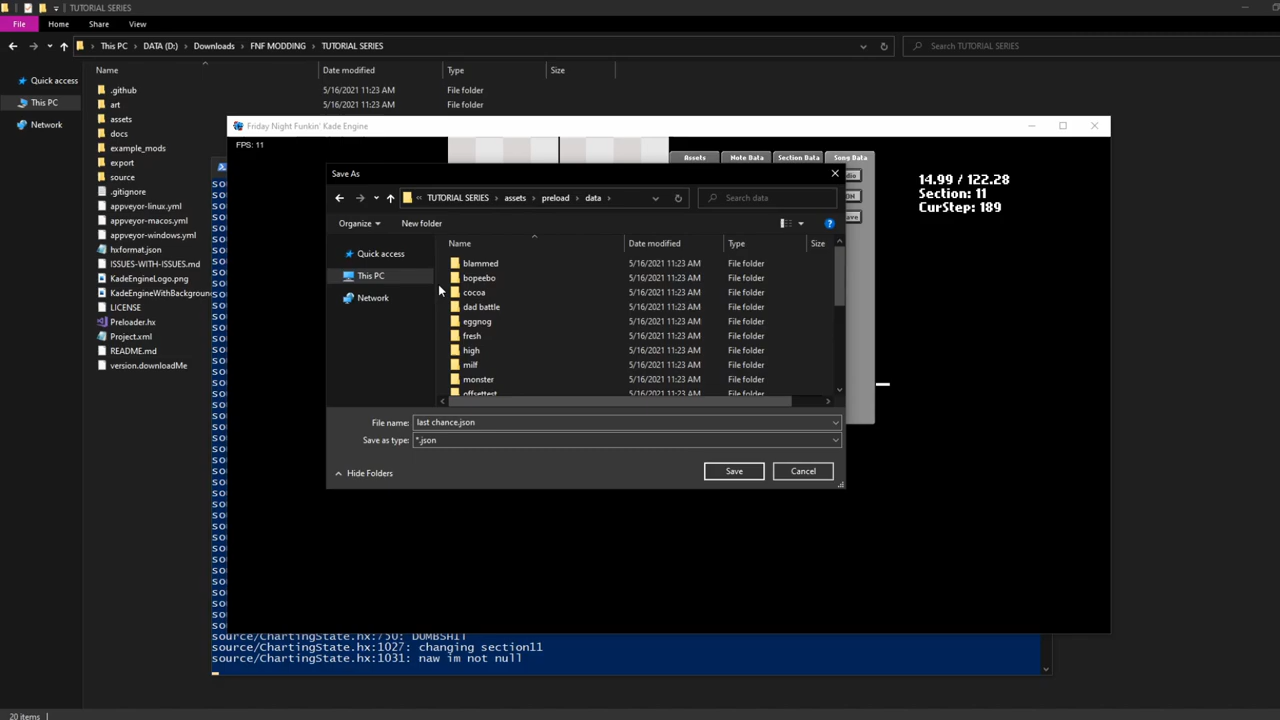 TUTORIAL SERIES
File Home Share View
This PC DATA (D:) Downloads FNF MODDING TUTORIAL SERIES
Search TUTORIAL SERIES
Name Date modified Type Size
Quick access
This PC
Network
.github 5/16/2021 11:23 AM File folder
art 5/16/2021 11:23 AM File folder
assets
docs
example_mods
export
source
.gitignore
appveyor-linux.yml
appveyor-macos.yml
appveyor-windows.yml
hxformat.json
ISSUES-WITH-ISSUES.md
KadeEngineLogo.png
KadeEngineWithBackgroun
LICENSE
Preloader.hx
Project.xml
README.md
version.downloadMe
Friday Night Funkin' Kade Engine
FPS: 11
Assets Note Data Section Data Song Data
14.99 / 122.28
Section: 11
CurStep: 189
Save As
« TUTORIAL SERIES assets preload data
Search data
Organize New folder
Quick access
This PC
Network
Name Date modified Type Size
blammed 5/16/2021 11:23 AM File folder
bopeebo 5/16/2021 11:23 AM File folder
cocoa 5/16/2021 11:23 AM File folder
dad battle 5/16/2021 11:23 AM File folder
eggnog 5/16/2021 11:23 AM File folder
fresh 5/16/2021 11:23 AM File folder
high 5/16/2021 11:23 AM File folder
milf 5/16/2021 11:23 AM File folder
monster 5/16/2021 11:23 AM File folder
offsettest 5/16/2021 11:23 AM File folder
File name: last chance.json
Save as type: *.json
Hide Folders
Save Cancel
source/ChartingState.hx:750: DUMBSHIT
source/ChartingState.hx:1027: changing section11
source/ChartingState.hx:1031: naw im not null
20 items